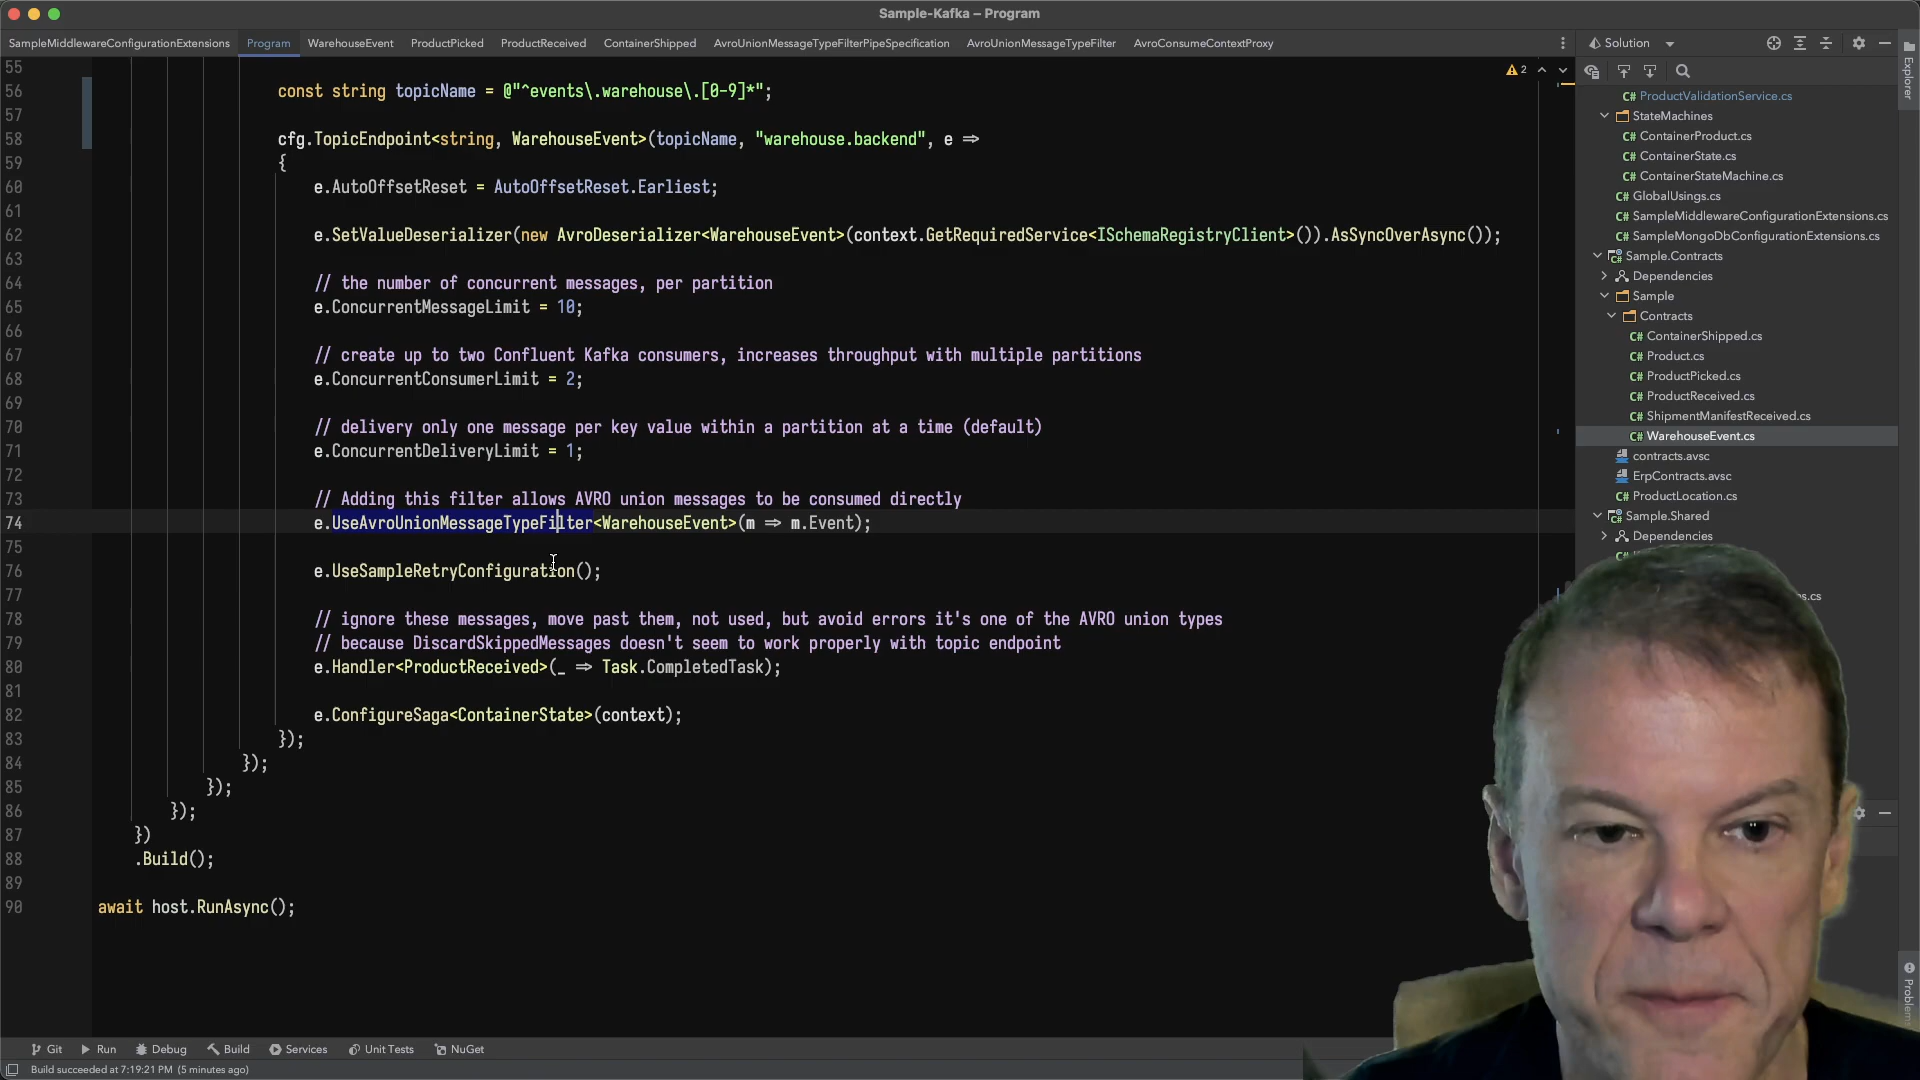 Sample-Kafka – Program
SampleMiddlewareConfigurationExtensions
Program
WarehouseEvent
ProductPicked
ProductReceived
ContainerShipped
AvroUnionMessageTypeFilterPipeSpecification
AvroUnionMessageTypeFilter
AvroConsumeContextProxy
Solution
Explorer
2
55
56 const string topicName = @"^events\.warehouse\.[0-9]*";
57
58 cfg.TopicEndpoint<string, WarehouseEvent>(topicName, "warehouse.backend", e =>
59 {
60 e.AutoOffsetReset = AutoOffsetReset.Earliest;
61
62 e.SetValueDeserializer(new AvroDeserializer<WarehouseEvent>(context.GetRequiredService<ISchemaRegistryClient>()).AsSyncOverAsync());
63
64 // the number of concurrent messages, per partition
65 e.ConcurrentMessageLimit = 10;
66
67 // create up to two Confluent Kafka consumers, increases throughput with multiple partitions
68 e.ConcurrentConsumerLimit = 2;
69
70 // delivery only one message per key value within a partition at a time (default)
71 e.ConcurrentDeliveryLimit = 1;
72
73 // Adding this filter allows AVRO union messages to be consumed directly
74 e.UseAvroUnionMessageTypeFilter<WarehouseEvent>(m => m.Event);
75
76 e.UseSampleRetryConfiguration();
77
78 // ignore these messages, move past them, not used, but avoid errors it's one of the AVRO union types
79 // because DiscardSkippedMessages doesn't seem to work properly with topic endpoint
80 e.Handler<ProductReceived>(_ => Task.CompletedTask);
81
82 e.ConfigureSaga<ContainerState>(context);
83 });
84 });
85 });
86 });
87 })
88 .Build();
89
90 await host.RunAsync();
C# ProductValidationService.cs
StateMachines
C# ContainerProduct.cs
C# ContainerState.cs
C# ContainerStateMachine.cs
C# GlobalUsings.cs
C# SampleMiddlewareConfigurationExtensions.cs
C# SampleMongoDbConfigurationExtensions.cs
Sample.Contracts
Dependencies
Sample
Contracts
C# ContainerShipped.cs
C# Product.cs
C# ProductPicked.cs
C# ProductReceived.cs
C# ShipmentManifestReceived.cs
C# WarehouseEvent.cs
contracts.avsc
ErpContracts.avsc
C# ProductLocation.cs
Sample.Shared
Dependencies
Problems
Git
Run
Debug
Build
Services
Unit Tests
NuGet
Build succeeded at 7:19:21 PM (5 minutes ago)